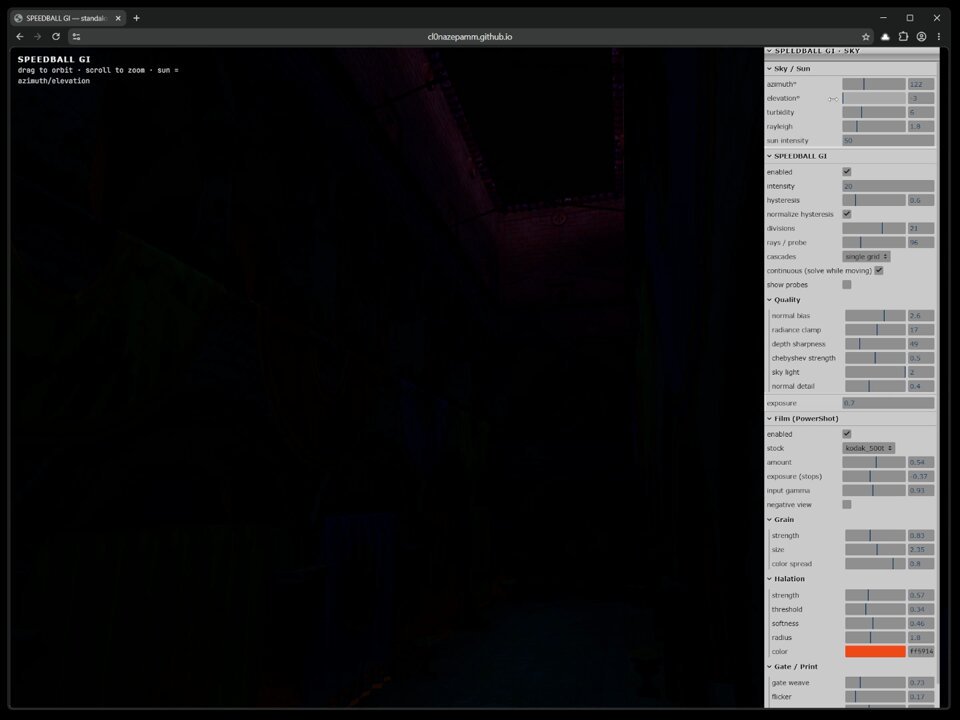 SPEEDBALL GI — standal
cl0nazepamm.github.io
SPEEDBALL GI
drag to orbit · scroll to zoom · sun =
azimuth/elevation
SPEEDBALL GI · SKY
Sky / Sun
azimuth° 122
elevation° -3
turbidity 6
rayleigh 1.8
sun intensity 50
SPEEDBALL GI
enabled
intensity 20
hysteresis 0.6
normalize hysteresis
divisions 21
rays / probe 96
cascades single grid
continuous (solve while moving)
show probes
Quality
normal bias 2.6
radiance clamp 17
depth sharpness 49
chebyshev strength 0.5
sky light 2
normal detail 0.4
exposure 0.7
Film (PowerShot)
enabled
stock kodak_500t
amount 0.54
exposure (stops) -0.37
input gamma 0.93
negative view
Grain
strength 0.83
size 2.35
color spread 0.8
Halation
strength 0.57
threshold 0.34
softness 0.46
radius 1.8
color ff5914
Gate / Print
gate weave 0.73
flicker 0.17